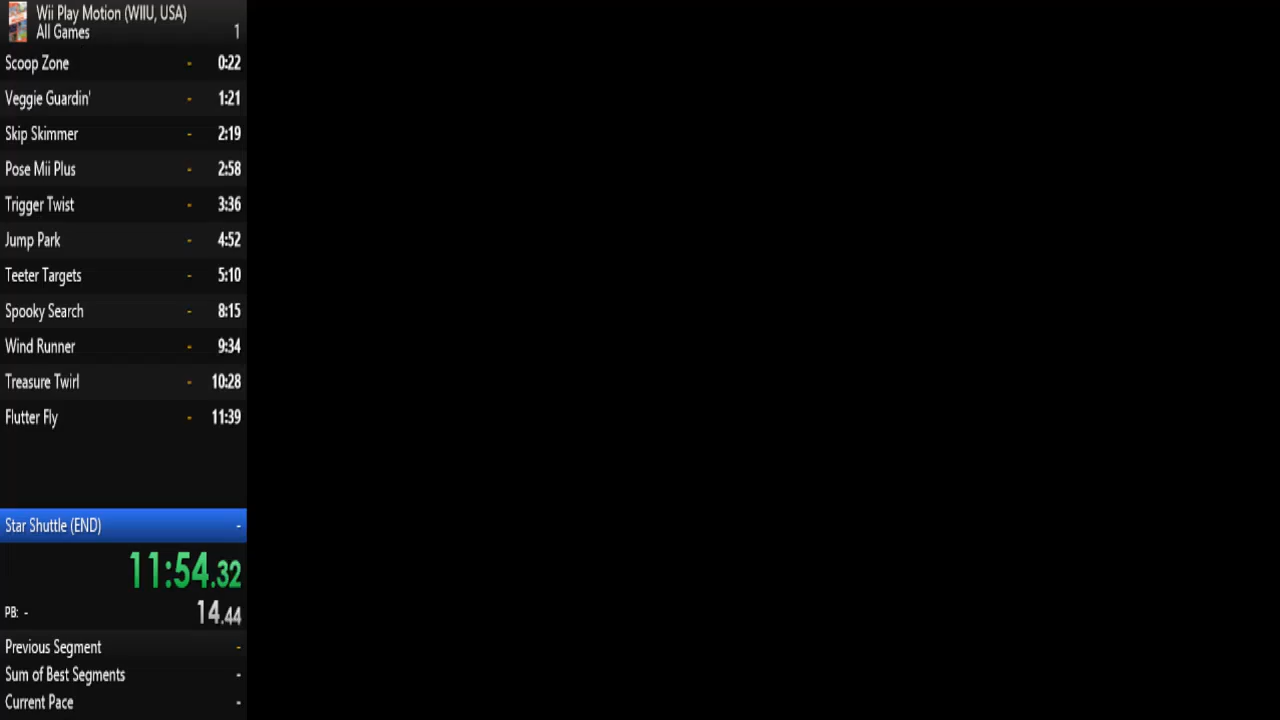 Wii Play Motion (WIIU, USA)
All Games 1
Scoop Zone - 0:22
Veggie Guardin' - 1:21
Skip Skimmer - 2:19
Pose Mii Plus - 2:58
Trigger Twist - 3:36
Jump Park - 4:52
Teeter Targets - 5:10
Spooky Search - 8:15
Wind Runner - 9:34
Treasure Twirl - 10:28
Flutter Fly - 11:39
Star Shuttle (END) -
11:54.32
PB: - 14.44
Previous Segment -
Sum of Best Segments -
Current Pace -